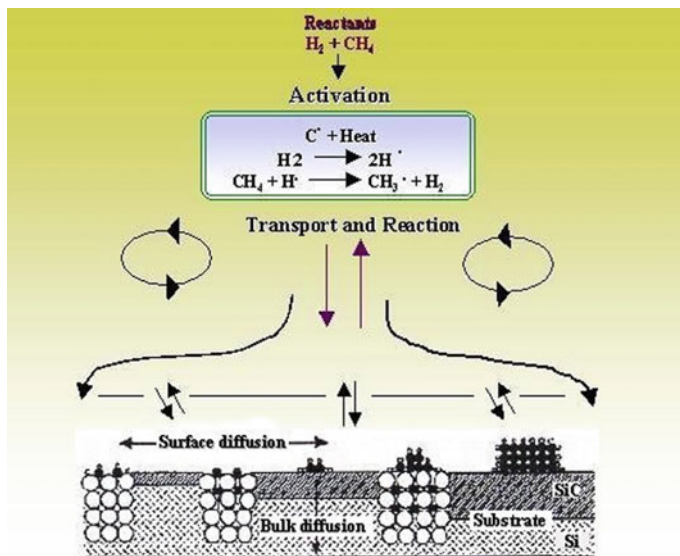 Reactants
H₂ + CH₄
Activation
C˙ + Heat
H2 ⟶ 2H ˙
CH₄ + H˙ ⟶ CH₃˙ + H₂
Transport and Reaction
Surface diffusion
SiC
Bulk diffusion
Substrate
Si